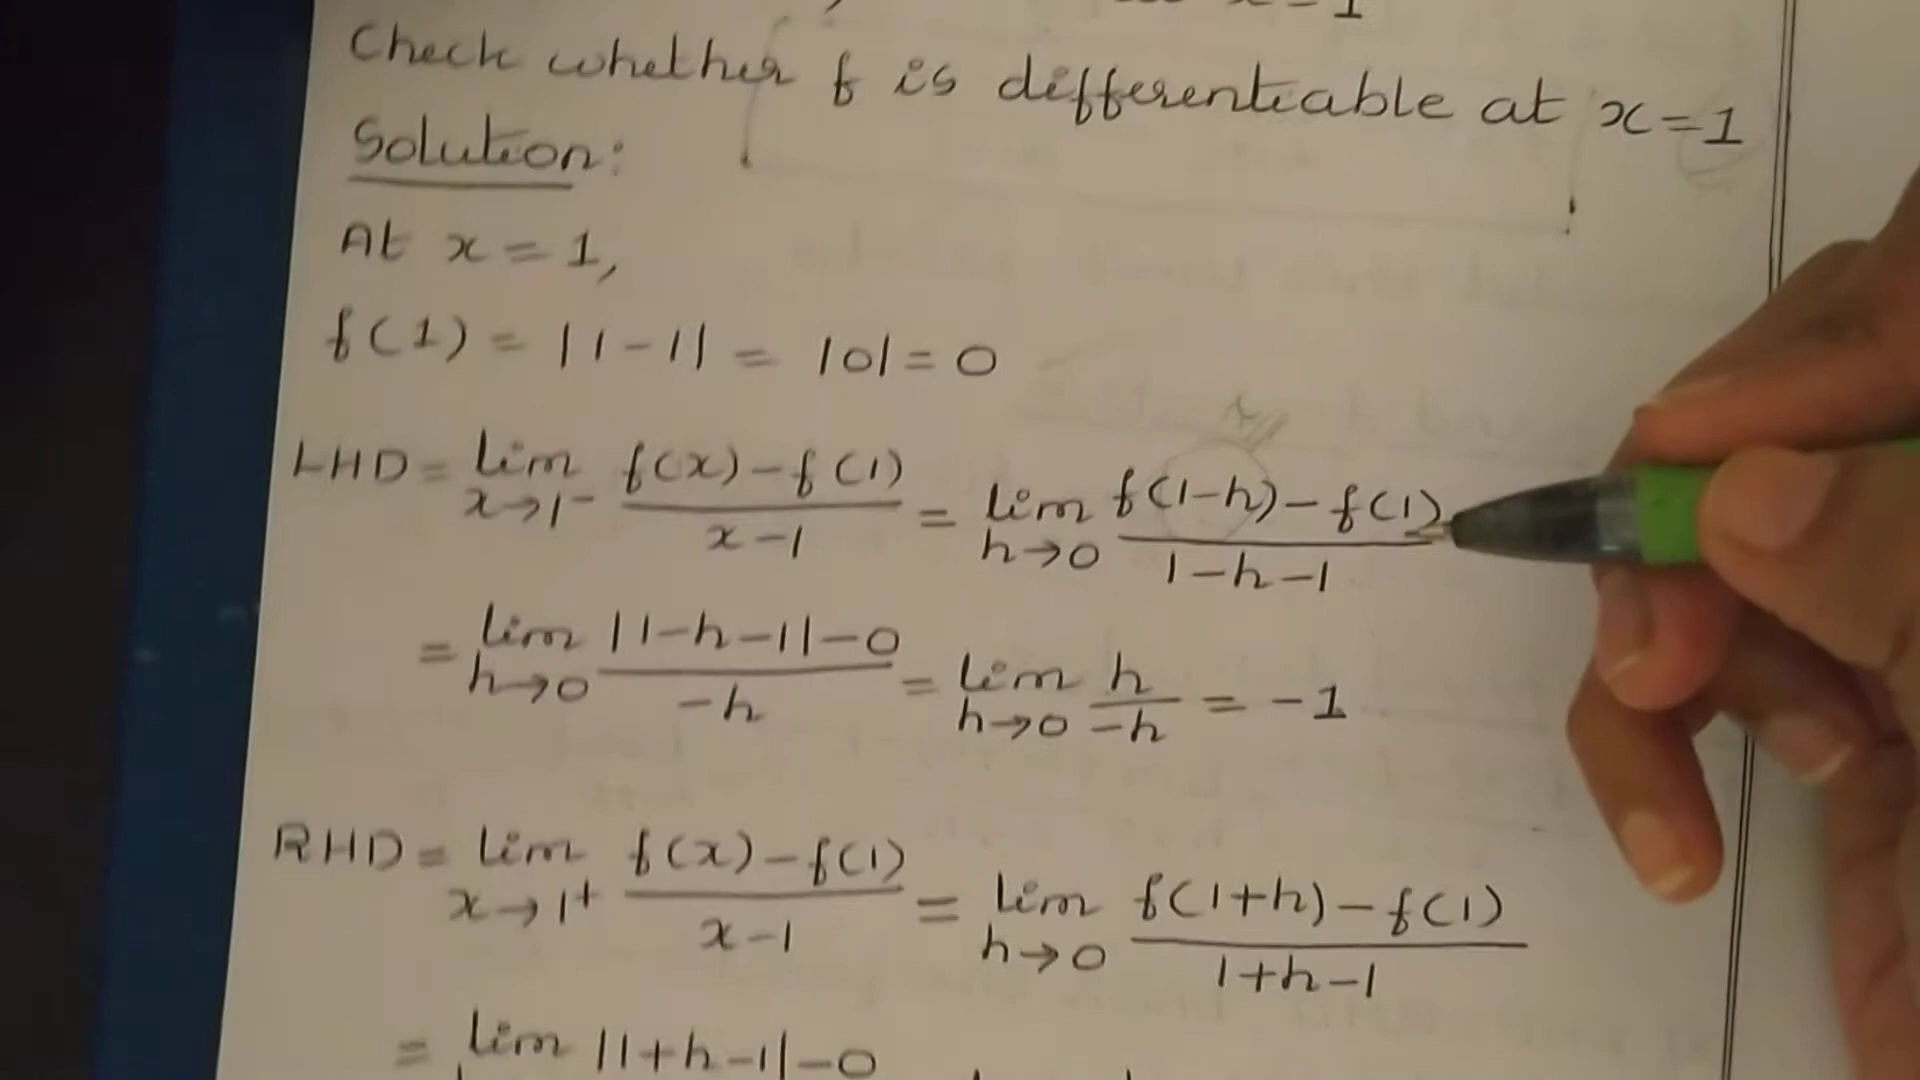 x-1
Check whether f is differentiable at x=1
Solution:
At x=1,
f(1) = |1-1| = |0| = 0
LHD = lim x→1⁻ f(x)-f(1) / x-1 = lim h→0 f(1-h)-f(1) / 1-h-1
= lim h→0 |1-h-1|-0 / -h = lim h→0 h / -h = -1
RHD = lim x→1⁺ f(x)-f(1) / x-1 = lim h→0 f(1+h)-f(1) / 1+h-1
= lim |1+h-1|-0